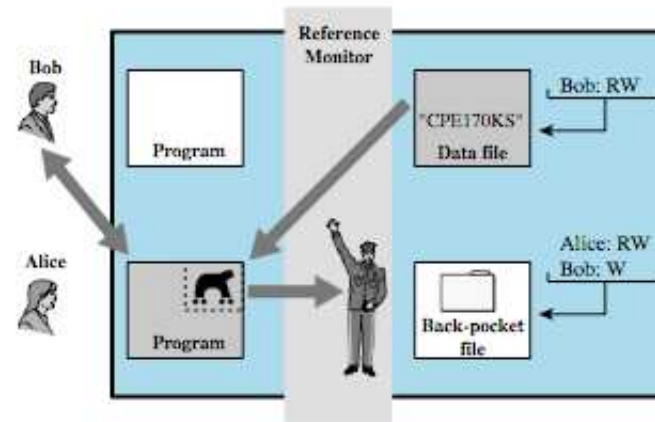 Reference
Monitor
Bob
Bob: RW
"CPE170KS"
Program
Data file
Alice
Alice: RW
Bob: W
Program
Back-pocket
file